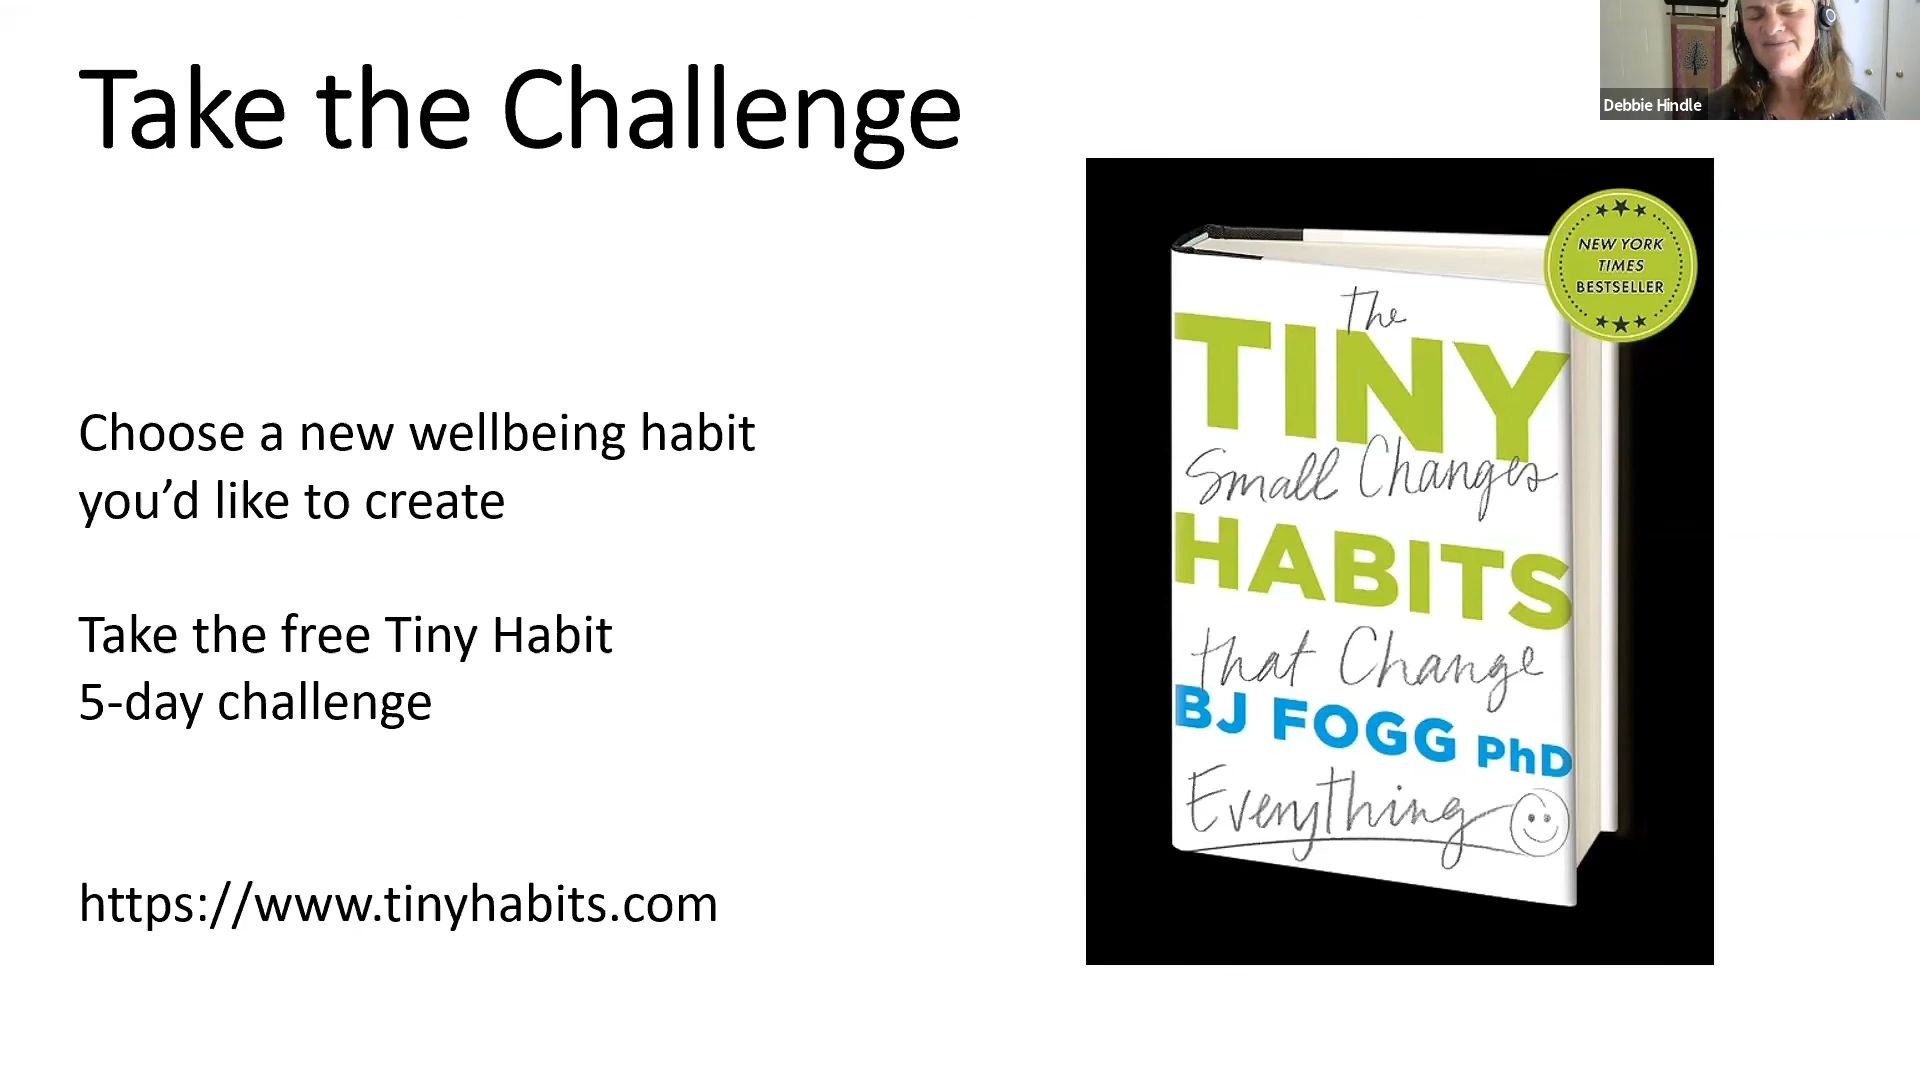 Take the Challenge
Debbie Hindle
Choose a new wellbeing habit
you’d like to create
Take the free Tiny Habit
5-day challenge
https://www.tinyhabits.com
NEW YORK
TIMES
BESTSELLER
The
TINY
Small Changes
HABITS
that Change
BJ FOGG PhD
Everything